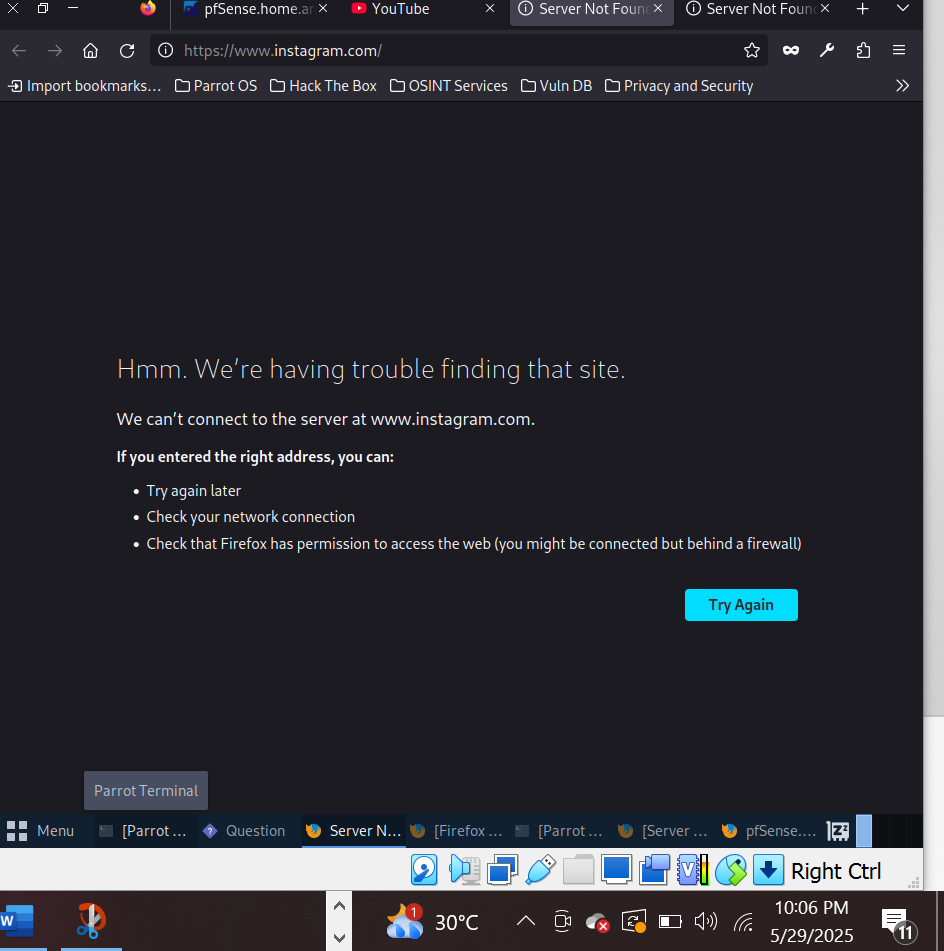 pfSense.home.ar
YouTube
Server Not Foun
Server Not Foun
https://www.instagram.com/
Import bookmarks...
Parrot OS
Hack The Box
OSINT Services
Vuln DB
Privacy and Security
Hmm. We're having trouble finding that site.
We can't connect to the server at www.instagram.com.
If you entered the right address, you can:
• Try again later
• Check your network connection
• Check that Firefox has permission to access the web (you might be connected but behind a firewall)
Try Again
Parrot Terminal
Menu
[Parrot ...
Question
Server N...
[Firefox ...
[Parrot ...
[Server ...
pfSense....
Right Ctrl
W
1
30°C
10:06 PM
5/29/2025
11